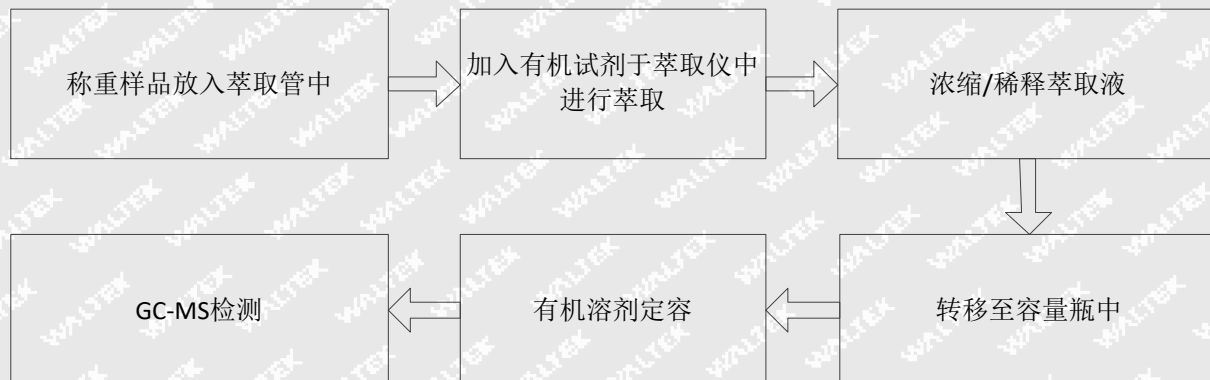 称重样品放入萃取管中
加入有机试剂于萃取仪中
进行萃取
浓缩/稀释萃取液
转移至容量瓶中
有机溶剂定容
GC-MS检测
WALTEK